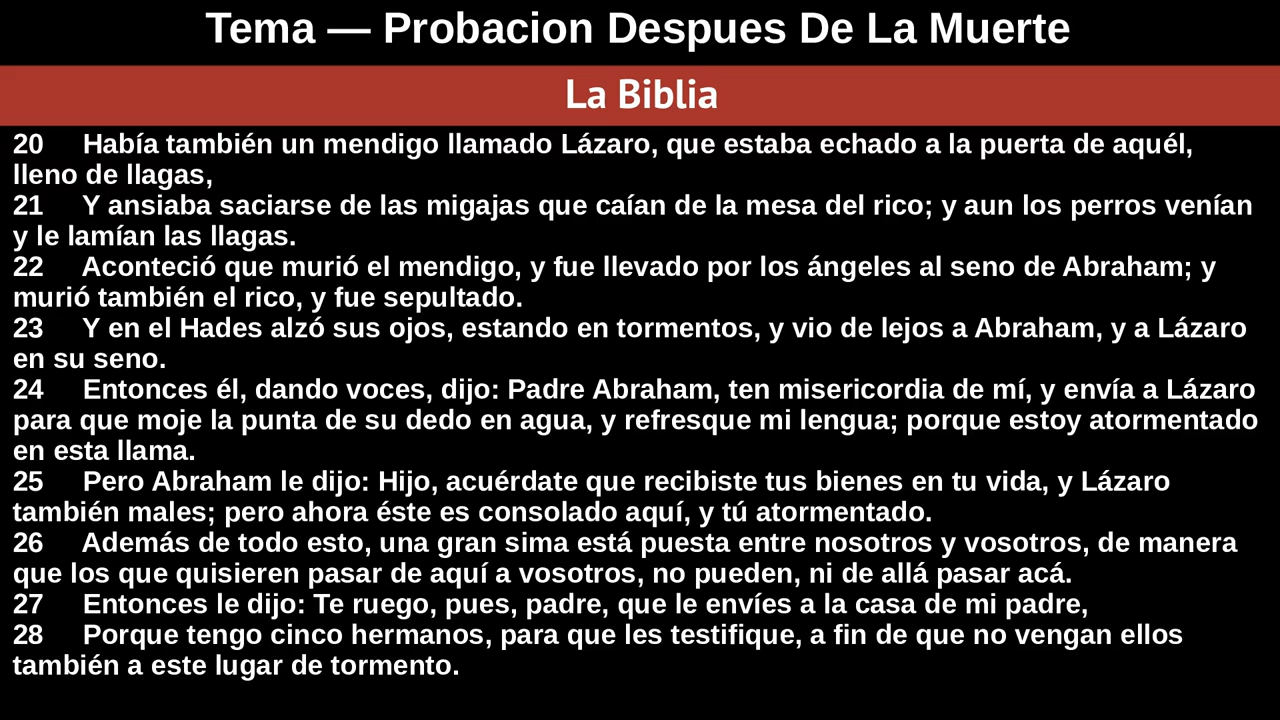 Tema — Probacion Despues De La Muerte
La Biblia
20 Había también un mendigo llamado Lázaro, que estaba echado a la puerta de aquél,
lleno de llagas,
21 Y ansiaba saciarse de las migajas que caían de la mesa del rico; y aun los perros venían
y le lamían las llagas.
22 Aconteció que murió el mendigo, y fue llevado por los ángeles al seno de Abraham; y
murió también el rico, y fue sepultado.
23 Y en el Hades alzó sus ojos, estando en tormentos, y vio de lejos a Abraham, y a Lázaro
en su seno.
24 Entonces él, dando voces, dijo: Padre Abraham, ten misericordia de mí, y envía a Lázaro
para que moje la punta de su dedo en agua, y refresque mi lengua; porque estoy atormentado
en esta llama.
25 Pero Abraham le dijo: Hijo, acuérdate que recibiste tus bienes en tu vida, y Lázaro
también males; pero ahora éste es consolado aquí, y tú atormentado.
26 Además de todo esto, una gran sima está puesta entre nosotros y vosotros, de manera
que los que quisieren pasar de aquí a vosotros, no pueden, ni de allá pasar acá.
27 Entonces le dijo: Te ruego, pues, padre, que le envíes a la casa de mi padre,
28 Porque tengo cinco hermanos, para que les testifique, a fin de que no vengan ellos
también a este lugar de tormento.